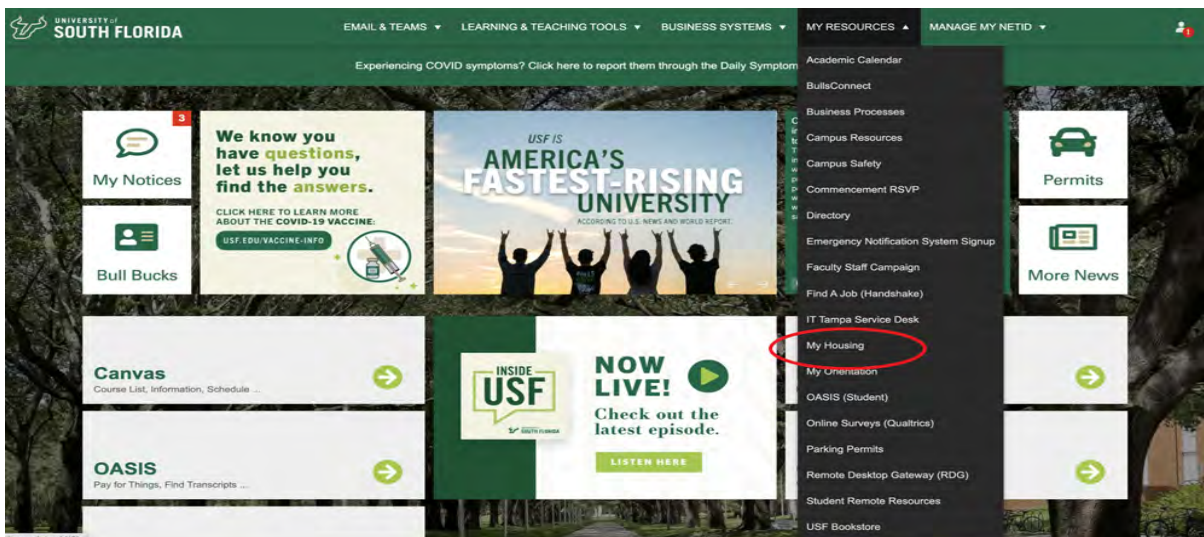 UNIVERSITY of
SOUTH FLORIDA
EMAIL & TEAMS
LEARNING & TEACHING TOOLS
BUSINESS SYSTEMS
MY RESOURCES
MANAGE MY NETID
1
Experiencing COVID symptoms? Click here to report them through the Daily Symptom
3
My Notices
Bull Bucks
We know you
have questions,
let us help you
find the answers.
CLICK HERE TO LEARN MORE
ABOUT THE COVID-19 VACCINE:
USF.EDU/VACCINE-INFO
USF IS
AMERICA'S
FASTEST-RISING
UNIVERSITY
ACCORDING TO U.S. NEWS AND WORLD REPORT.
Academic Calendar
BullsConnect
Business Processes
Campus Resources
Campus Safety
Commencement RSVP
Directory
Emergency Notification System Signup
Faculty Staff Campaign
Find A Job (Handshake)
IT Tampa Service Desk
My Housing
My Orientation
OASIS (Student)
Online Surveys (Qualtrics)
Parking Permits
Remote Desktop Gateway (RDG)
Student Remote Resources
USF Bookstore
Permits
More News
Canvas
Course List, Information, Schedule ...
OASIS
Pay for Things, Find Transcripts ...
INSIDE
USF
UNIVERSITY of
SOUTH FLORIDA
NOW
LIVE!
Check out the
latest episode.
LISTEN HERE